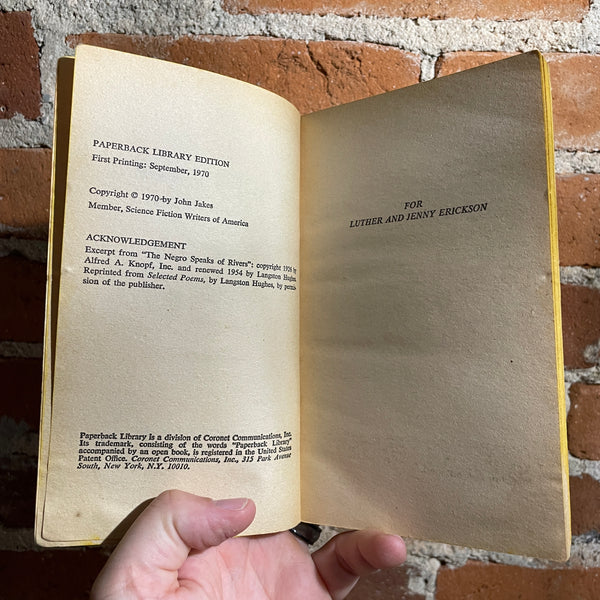 PAPERBACK LIBRARY EDITION
First Printing: September, 1970
Copyright © 1970 by John Jakes
Member, Science Fiction Writers of America
ACKNOWLEDGEMENT
Excerpt from "The Negro Speaks of Rivers": copyright 1926 by
Alfred A. Knopf, Inc. and renewed 1954 by Langston Hughes.
Reprinted from Selected Poems, by Langston Hughes, by permis-
sion of the publisher.
Paperback Library is a division of Coronet Communications, Inc.
Its trademark, consisting of the words "Paperback Library"
accompanied by an open book, is registered in the United States
Patent Office. Coronet Communications, Inc., 315 Park Avenue
South, New York, N.Y. 10010.
FOR
LUTHER AND JENNY ERICKSON